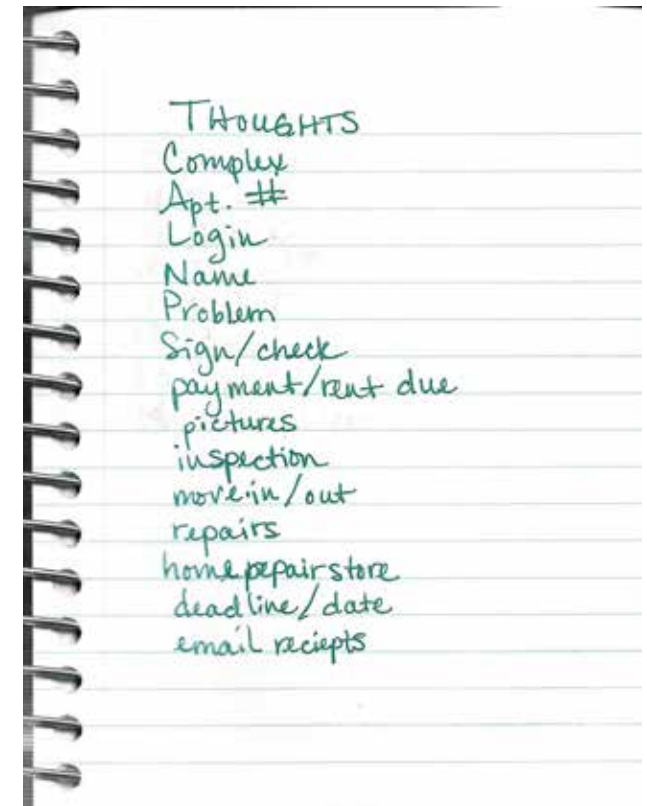 THOUGHTS
Complex
Apt. #
Login
Name
Problem
Sign/check
payment/rent due
pictures
inspection
move-in/out
repairs
home pepair store
deadline/date
email reciepts